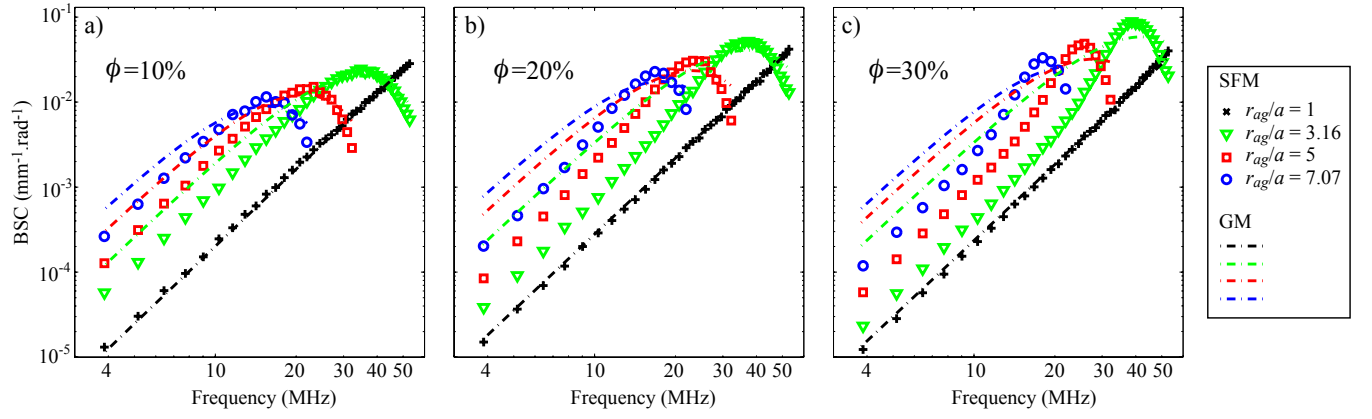 a)
ϕ=10%
b)
ϕ=20%
c)
ϕ=30%
BSC (mm⁻¹.rad⁻¹)
10⁻¹
10⁻²
10⁻³
10⁻⁴
10⁻⁵
4 10 20 30 40 50
Frequency (MHz)
4 10 20 30 40 50
Frequency (MHz)
4 10 20 30 40 50
Frequency (MHz)
SFM
r_ag/a = 1
r_ag/a = 3.16
r_ag/a = 5
r_ag/a = 7.07
GM